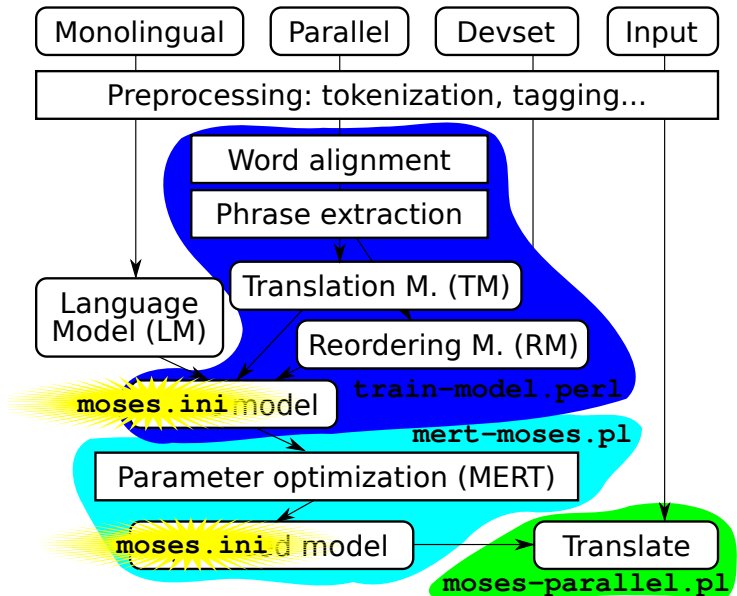 Monolingual
Parallel
Devset
Input
Preprocessing: tokenization, tagging...
Word alignment
Phrase extraction
Translation M. (TM)
Language
Model (LM)
Reordering M. (RM)
train-model.perl
moses.ini model
mert-moses.pl
Parameter optimization (MERT)
moses.ini d model
Translate
moses-parallel.pl